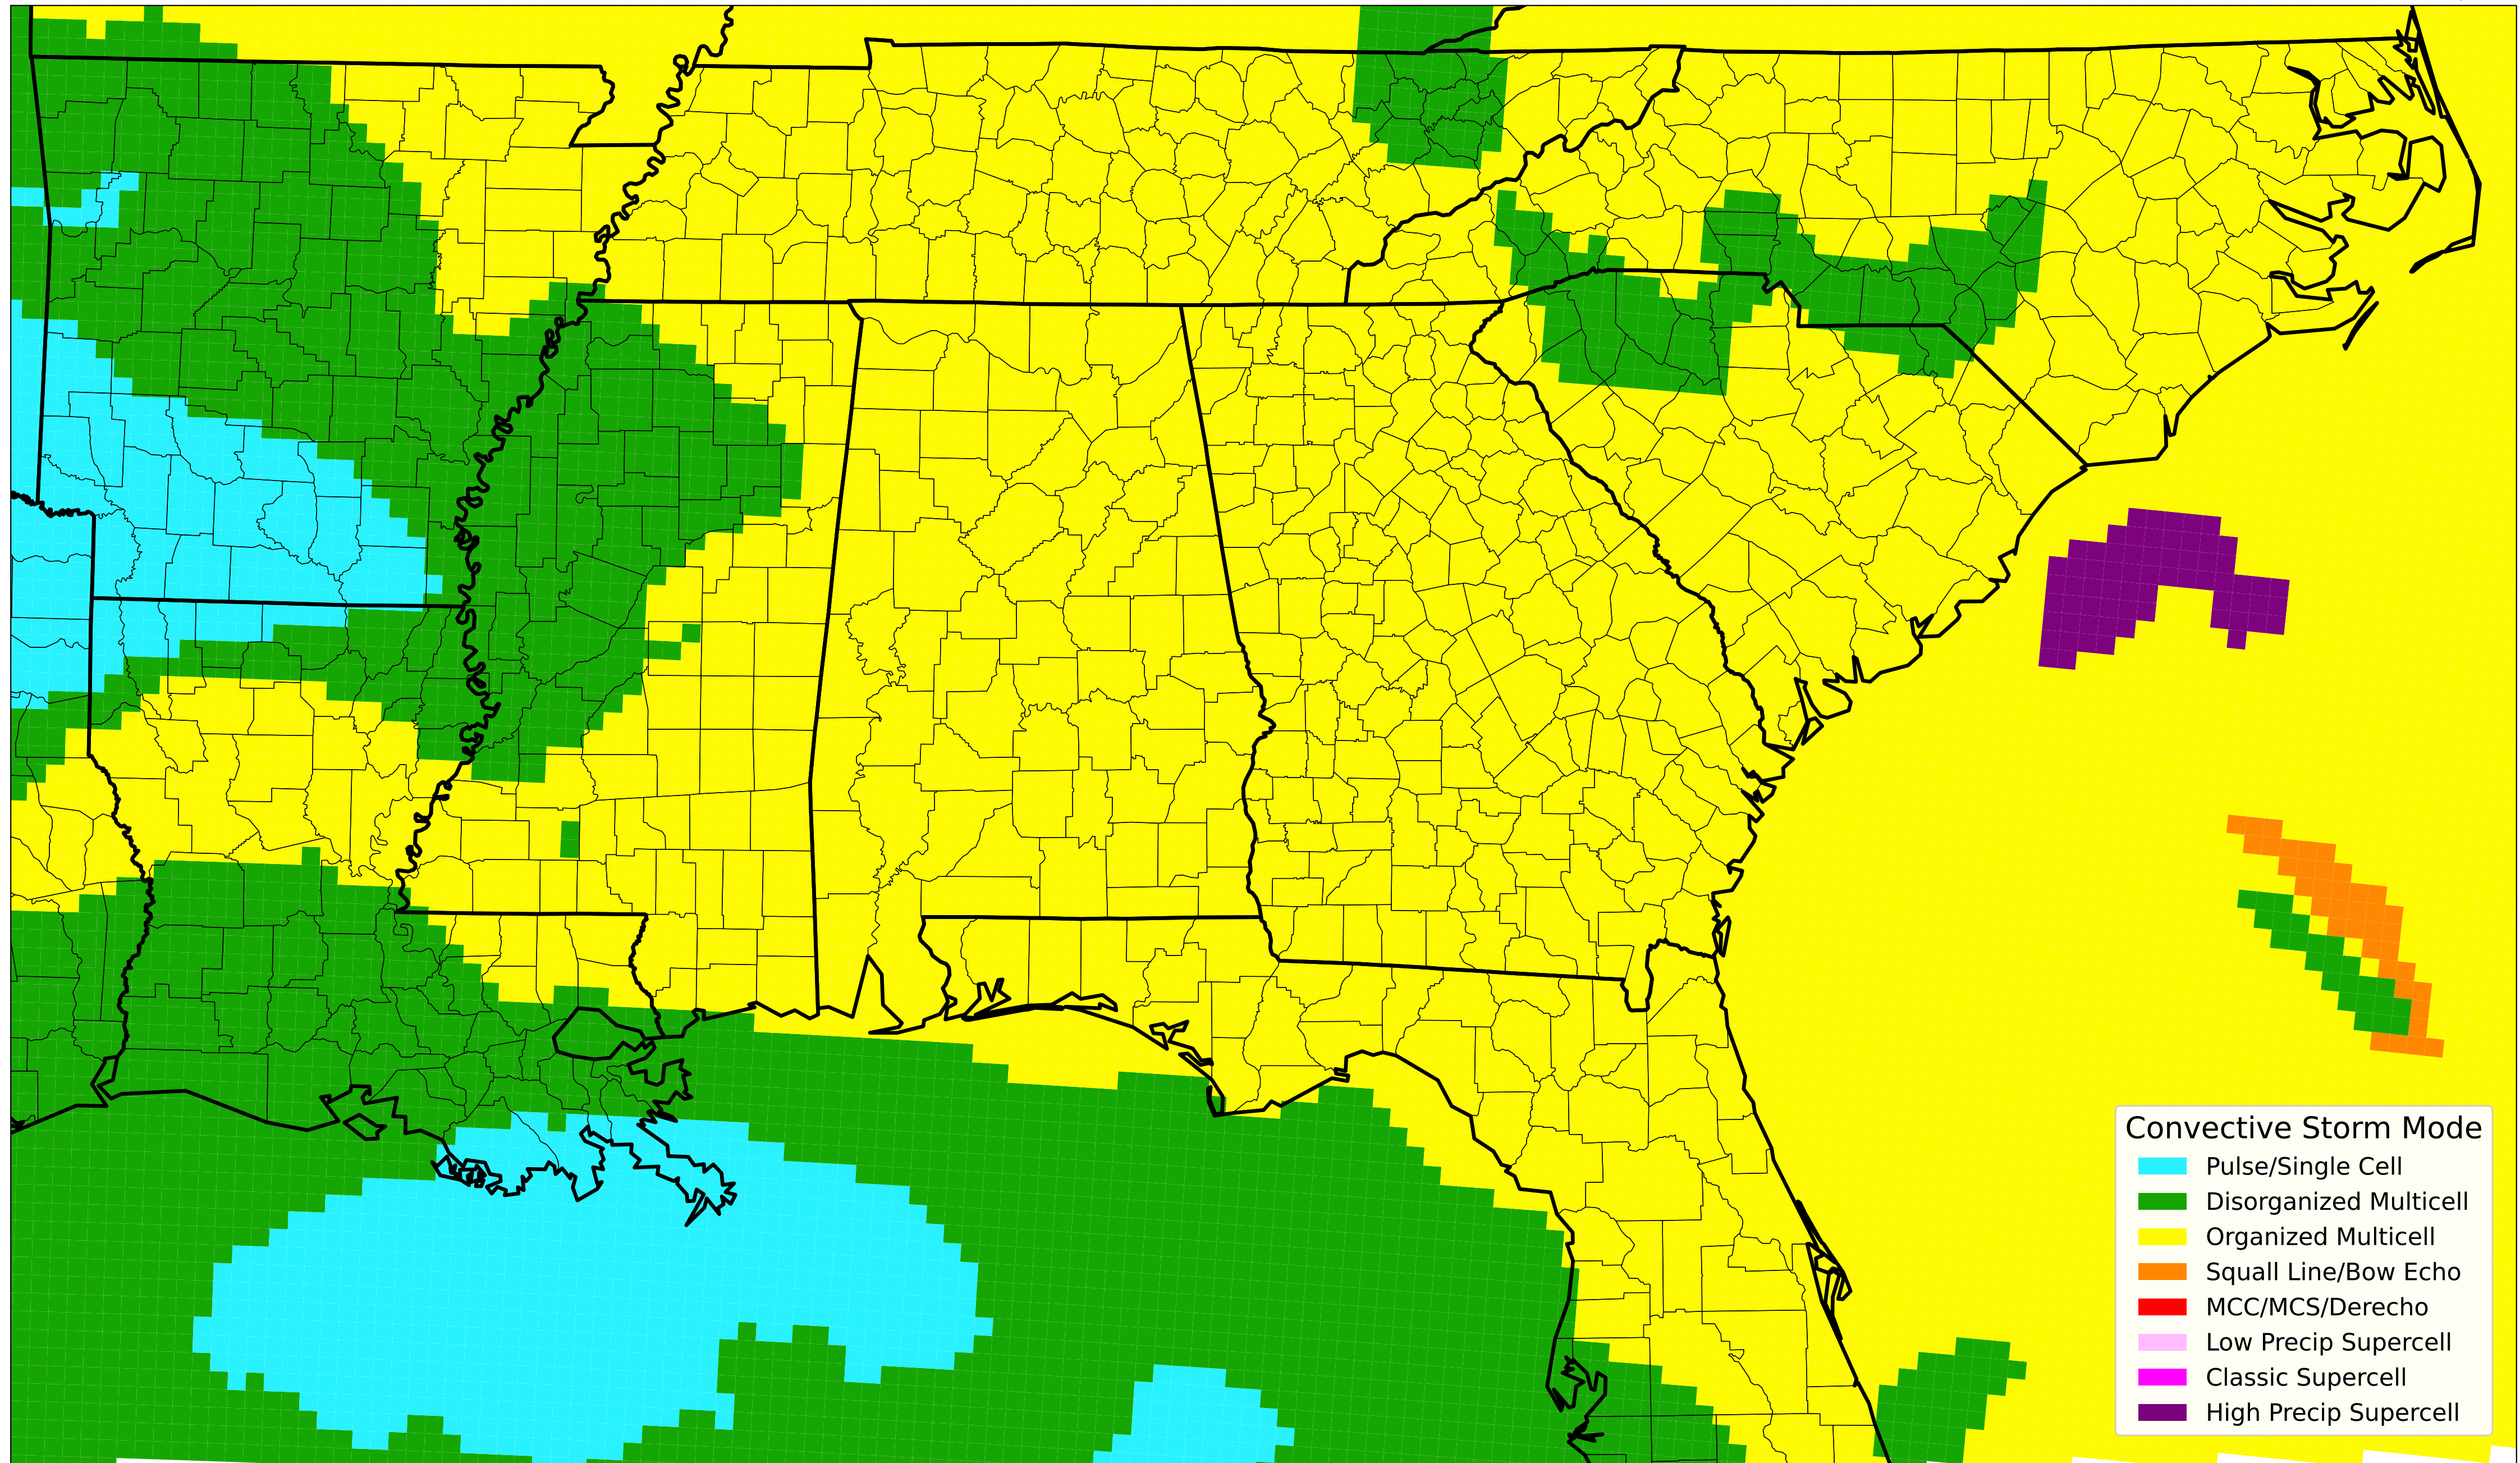 Convective Storm Mode
Pulse/Single Cell
Disorganized Multicell
Organized Multicell
Squall Line/Bow Echo
MCC/MCS/Derecho
Low Precip Supercell
Classic Supercell
High Precip Supercell